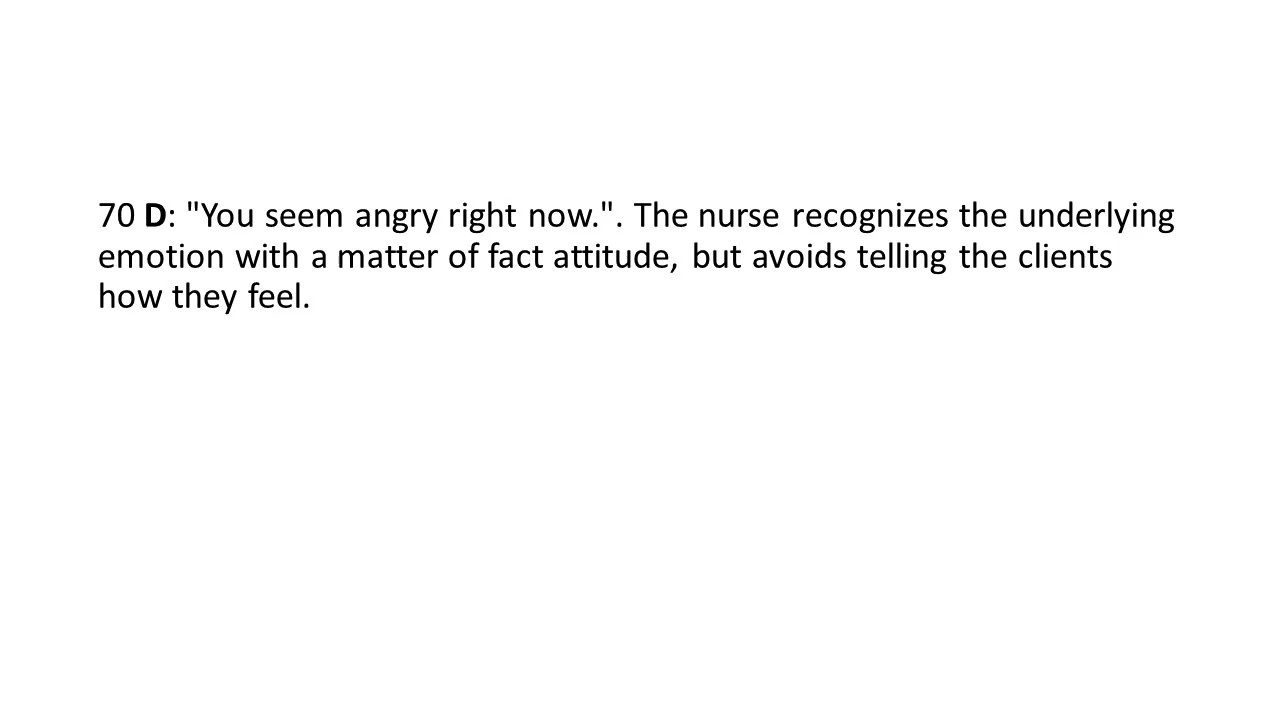 70 D: "You seem angry right now.". The nurse recognizes the underlying
emotion with a matter of fact attitude, but avoids telling the clients
how they feel.